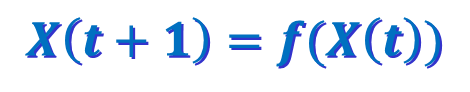 X(t + 1) = f(X(t))